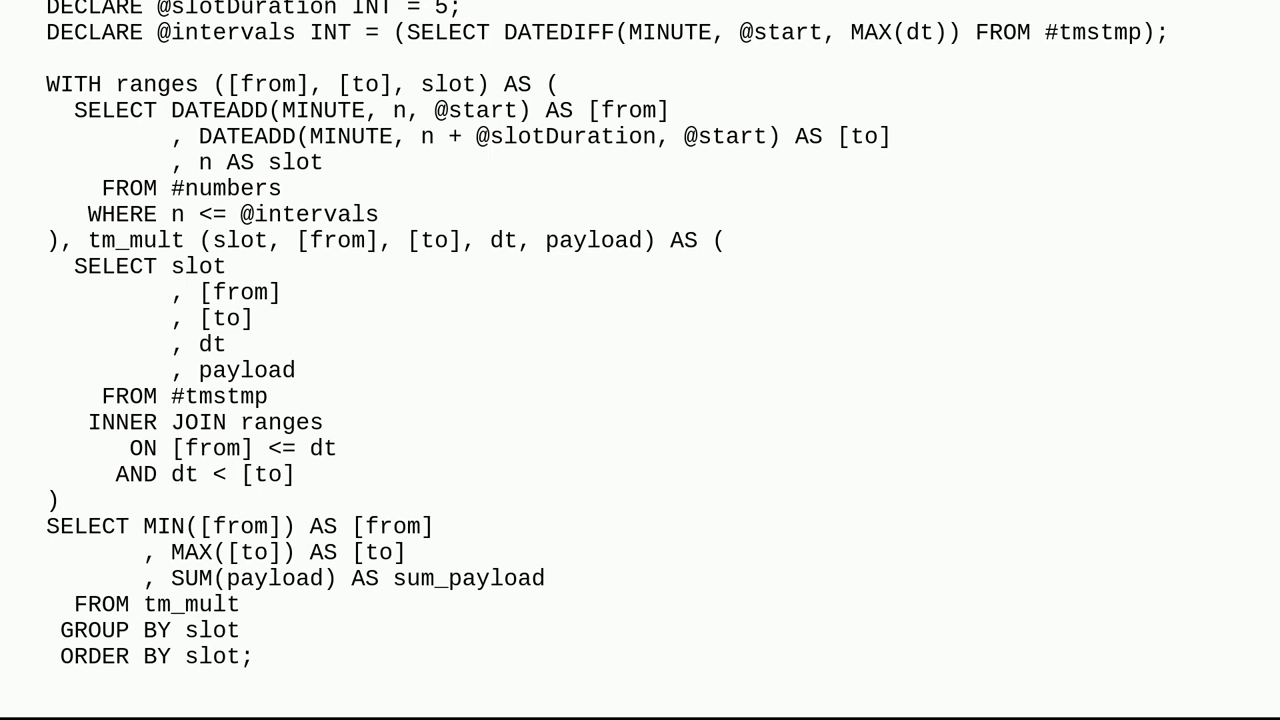 DECLARE @slotDuration INT = 5;
DECLARE @intervals INT = (SELECT DATEDIFF(MINUTE, @start, MAX(dt)) FROM #tmstmp);

WITH ranges ([from], [to], slot) AS (
  SELECT DATEADD(MINUTE, n, @start) AS [from]
         , DATEADD(MINUTE, n + @slotDuration, @start) AS [to]
         , n AS slot
    FROM #numbers
   WHERE n <= @intervals
), tm_mult (slot, [from], [to], dt, payload) AS (
  SELECT slot
         , [from]
         , [to]
         , dt
         , payload
    FROM #tmstmp
   INNER JOIN ranges
      ON [from] <= dt
     AND dt < [to]
)
SELECT MIN([from]) AS [from]
       , MAX([to]) AS [to]
       , SUM(payload) AS sum_payload
  FROM tm_mult
 GROUP BY slot
 ORDER BY slot;